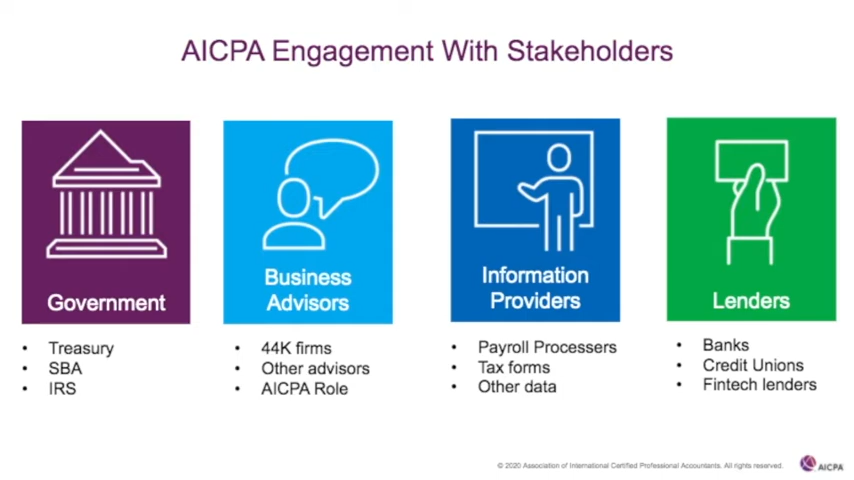 AICPA Engagement With Stakeholders
Government
• Treasury
• SBA
• IRS
Business
Advisors
• 44K firms
• Other advisors
• AICPA Role
Information
Providers
• Payroll Processers
• Tax forms
• Other data
Lenders
• Banks
• Credit Unions
• Fintech lenders
© 2020 Association of International Certified Professional Accountants. All rights reserved.
AICPA